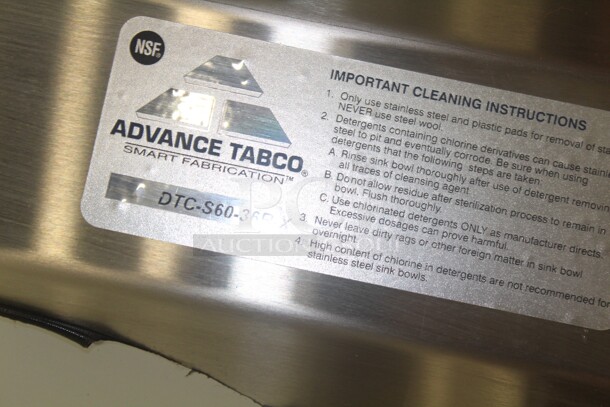 NSF®
ADVANCE TABCO®
SMART FABRICATION™
DTC-S60-36R
IMPORTANT CLEANING INSTRUCTIONS
1. Only use stainless steel and plastic pads for removal of
NEVER use steel wool.
2. Detergents containing chlorine derivatives can cause
steel to pit and eventually corrode. Be sure when using
detergents that the following steps are taken:
A. Rinse sink bowl thoroughly after use of detergent
all traces of cleansing agent.
B. Do not allow residue after sterilization process to remain in
bowl. Flush thoroughly.
C. Use chlorinated detergents ONLY as manufacturer directs.
Excessive dosages can prove harmful.
3. Never leave dirty rags or other foreign matter in sink bowl
overnight.
4. High content of chlorine in detergents are not recommended for
stainless steel sink bowls.